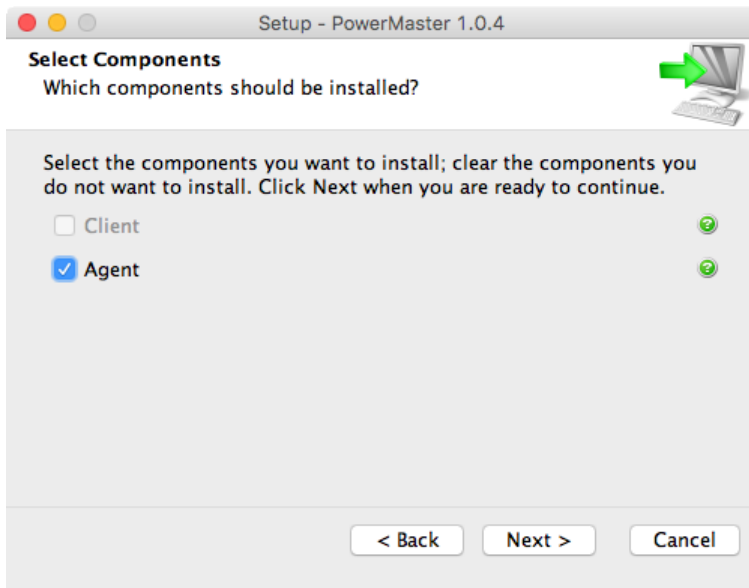 Setup - PowerMaster 1.0.4
Select Components
Which components should be installed?
Select the components you want to install; clear the components you
do not want to install. Click Next when you are ready to continue.
Client
Agent
< Back Next > Cancel